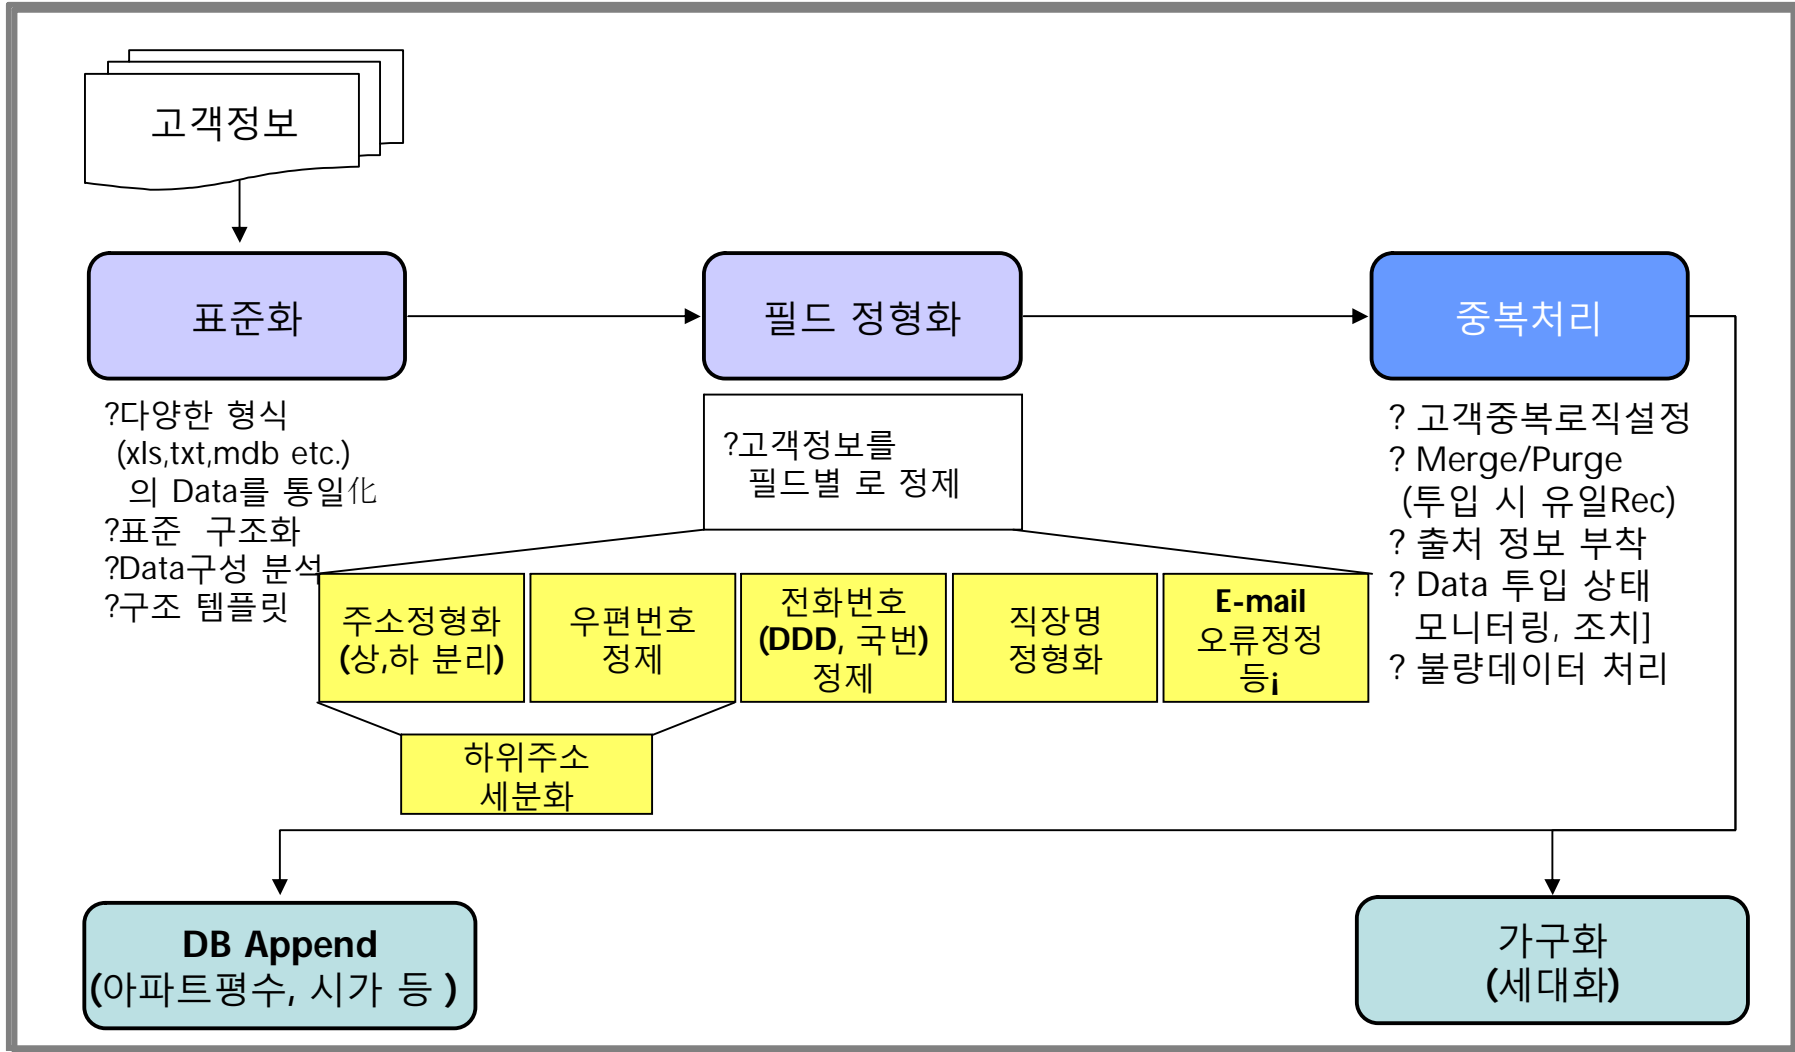 고객정보
표준화
필드 정형화
중복처리
?다양한 형식
(xls,txt,mdb etc.)
의 Data를 통일化
?표준 구조화
?Data구성 분석
?구조 템플릿
?고객정보를
필드별 로 정제
? 고객중복로직설정
? Merge/Purge
(투입 시 유일Rec)
? 출처 정보 부착
? Data 투입 상태
모니터링, 조치]
? 불량데이터 처리
주소정형화
(상,하 분리)
우편번호
정제
전화번호
(DDD, 국번)
정제
직장명
정형화
E-mail
오류정정
등¡
하위주소
세분화
DB Append
(아파트평수, 시가 등 )
가구화
(세대화)